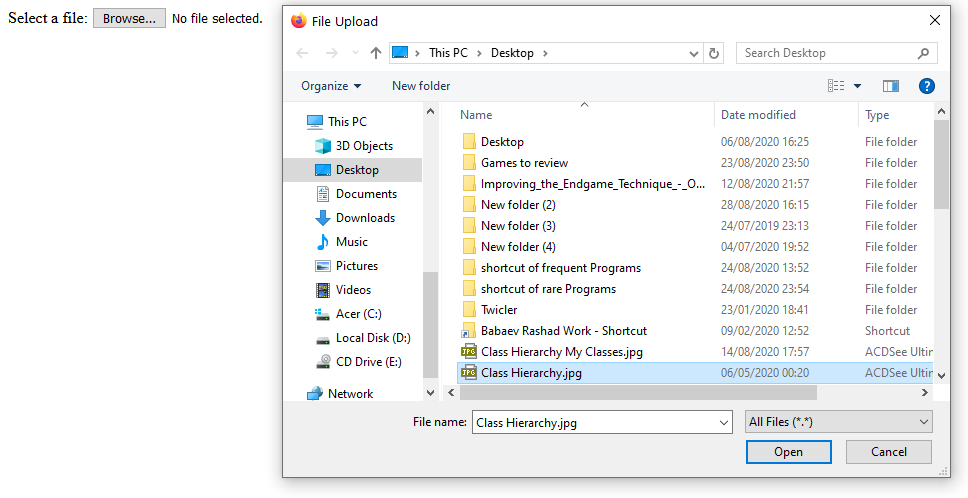 Select a file: Browse... No file selected.
File Upload
This PC > Desktop >
Search Desktop
Organize New folder
?
This PC
3D Objects
Desktop
Documents
Downloads
Music
Pictures
Videos
Acer (C:)
Local Disk (D:)
CD Drive (E:)
Network
Name Date modified Type
Desktop 06/08/2020 16:25 File folder
Games to review 23/08/2020 23:50 File folder
Improving_the_Endgame_Technique_-_O... 12/08/2020 21:57 File folder
New folder (2) 28/08/2020 16:15 File folder
New folder (3) 24/07/2019 23:13 File folder
New folder (4) 04/07/2020 19:52 File folder
shortcut of frequent Programs 24/08/2020 13:52 File folder
shortcut of rare Programs 24/08/2020 23:54 File folder
Twicler 23/01/2020 18:41 File folder
Babaev Rashad Work - Shortcut 09/02/2020 12:52 Shortcut
JPG Class Hierarchy My Classes.jpg 14/08/2020 17:57 ACDSee Ultin
JPG Class Hierarchy.jpg 06/05/2020 00:20 ACDSee Ultin
File name: Class Hierarchy.jpg All Files (*.*)
Open Cancel